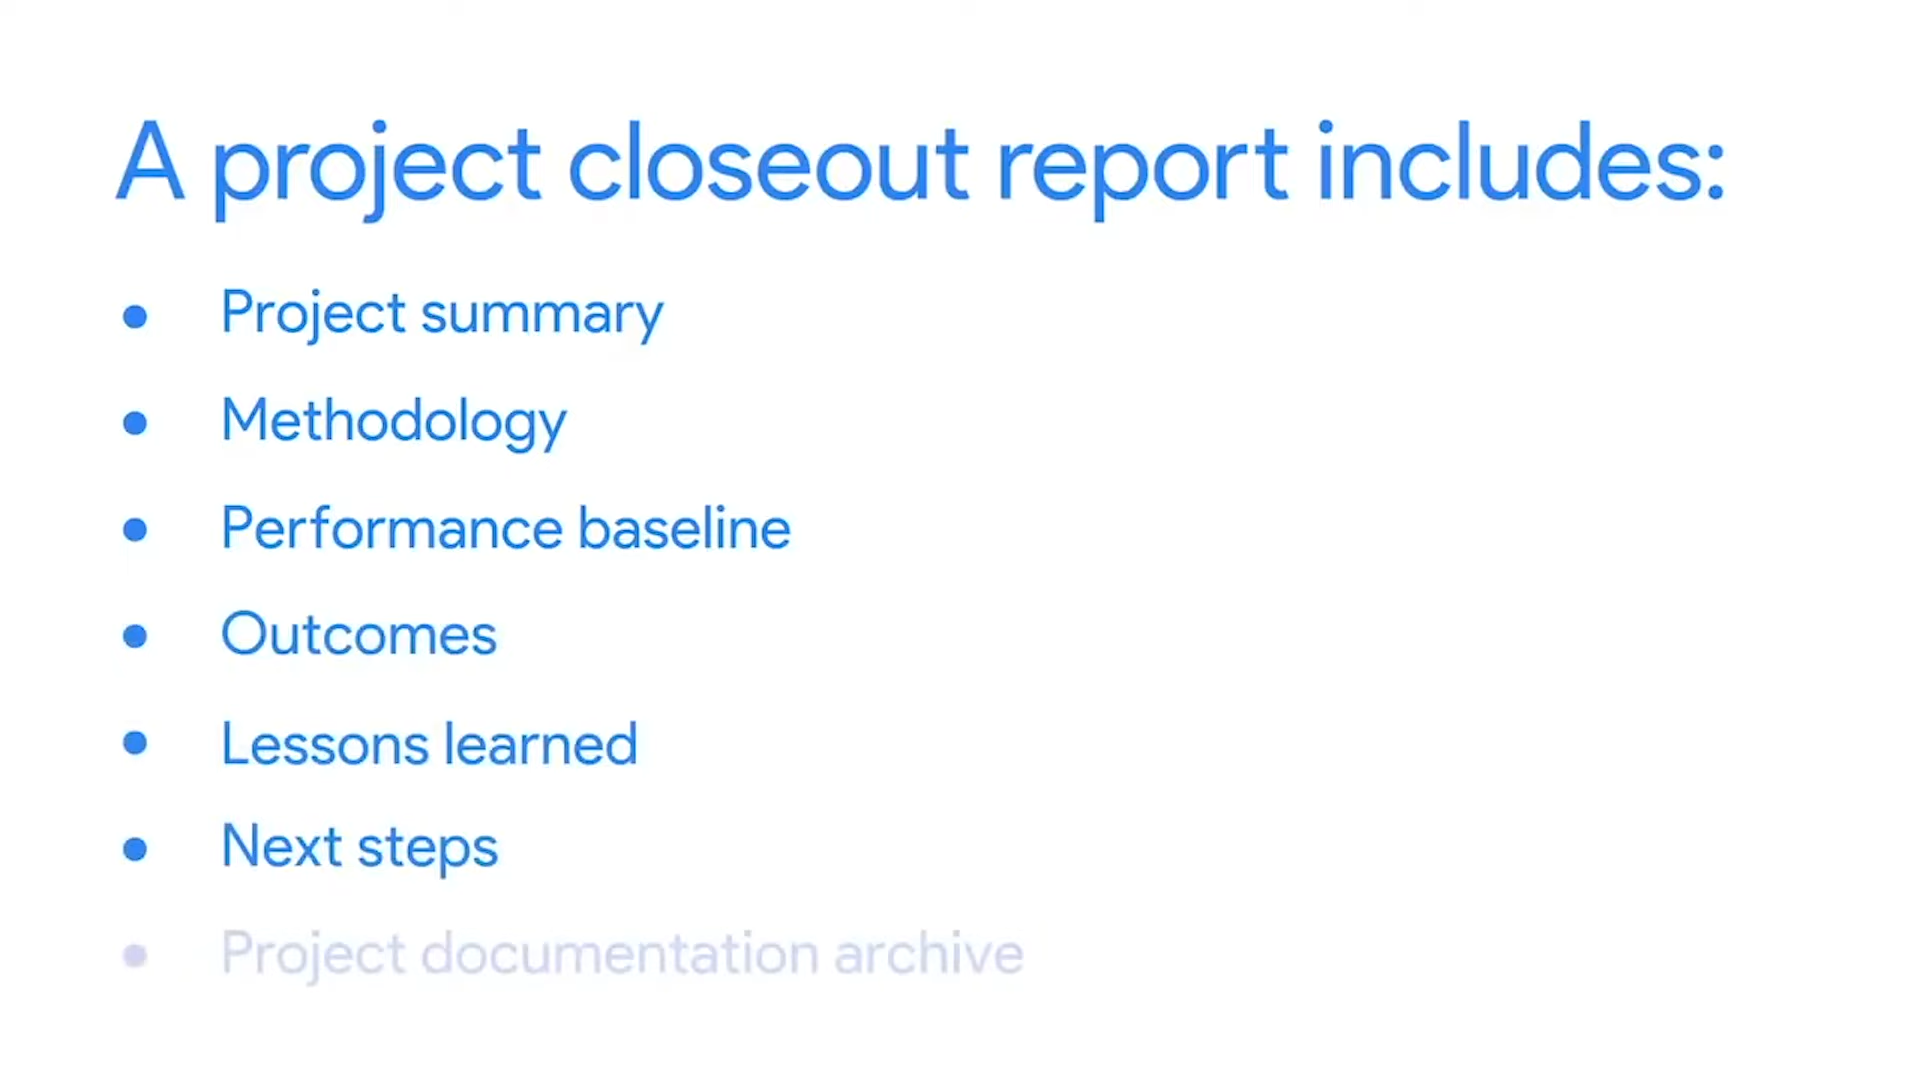 A project closeout report includes:
• Project summary
• Methodology
• Performance baseline
• Outcomes
• Lessons learned
• Next steps
• Project documentation archive